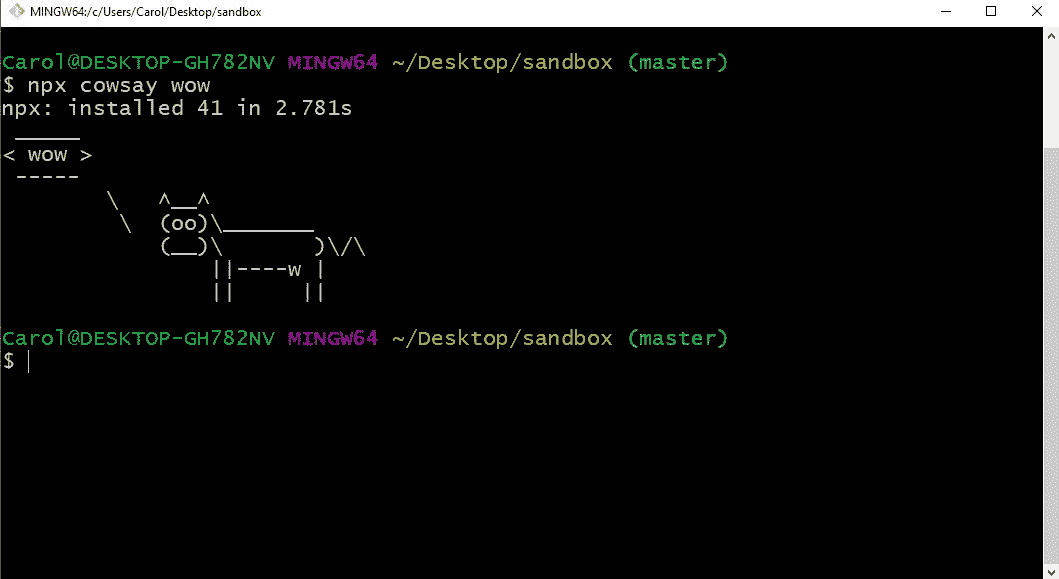 MINGW64:/c/Users/Carol/Desktop/sandbox
Carol@DESKTOP-GH782NV MINGW64 ~/Desktop/sandbox (master)
$ npx cowsay wow
npx: installed 41 in 2.781s
 _____
< wow >
 -----
        \   ^__^
         \  (oo)\_______
            (__)\       )\/\
                ||----w |
                ||     ||
Carol@DESKTOP-GH782NV MINGW64 ~/Desktop/sandbox (master)
$